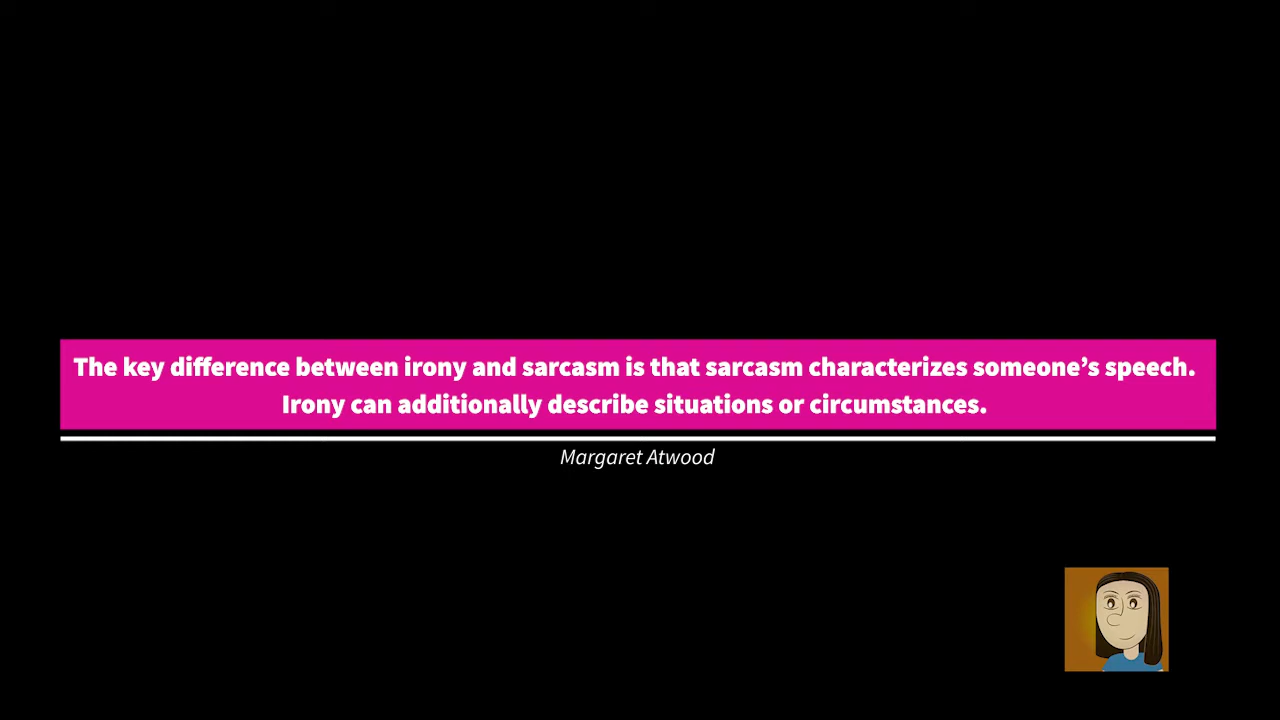 The key difference between irony and sarcasm is that sarcasm characterizes someone’s speech.
Irony can additionally describe situations or circumstances.
Margaret Atwood